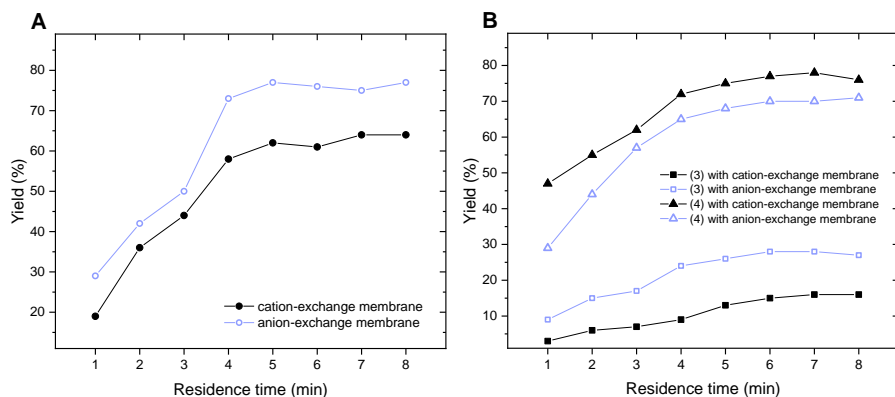 A
Yield (%)
80
70
60
50
40
30
20
cation-exchange membrane
anion-exchange membrane
1 2 3 4 5 6 7 8
Residence time (min)
B
Yield (%)
80
70
60
50
40
30
20
10
(3) with cation-exchange membrane
(3) with anion-exchange membrane
(4) with cation-exchange membrane
(4) with anion-exchange membrane
1 2 3 4 5 6 7 8
Residence time (min)